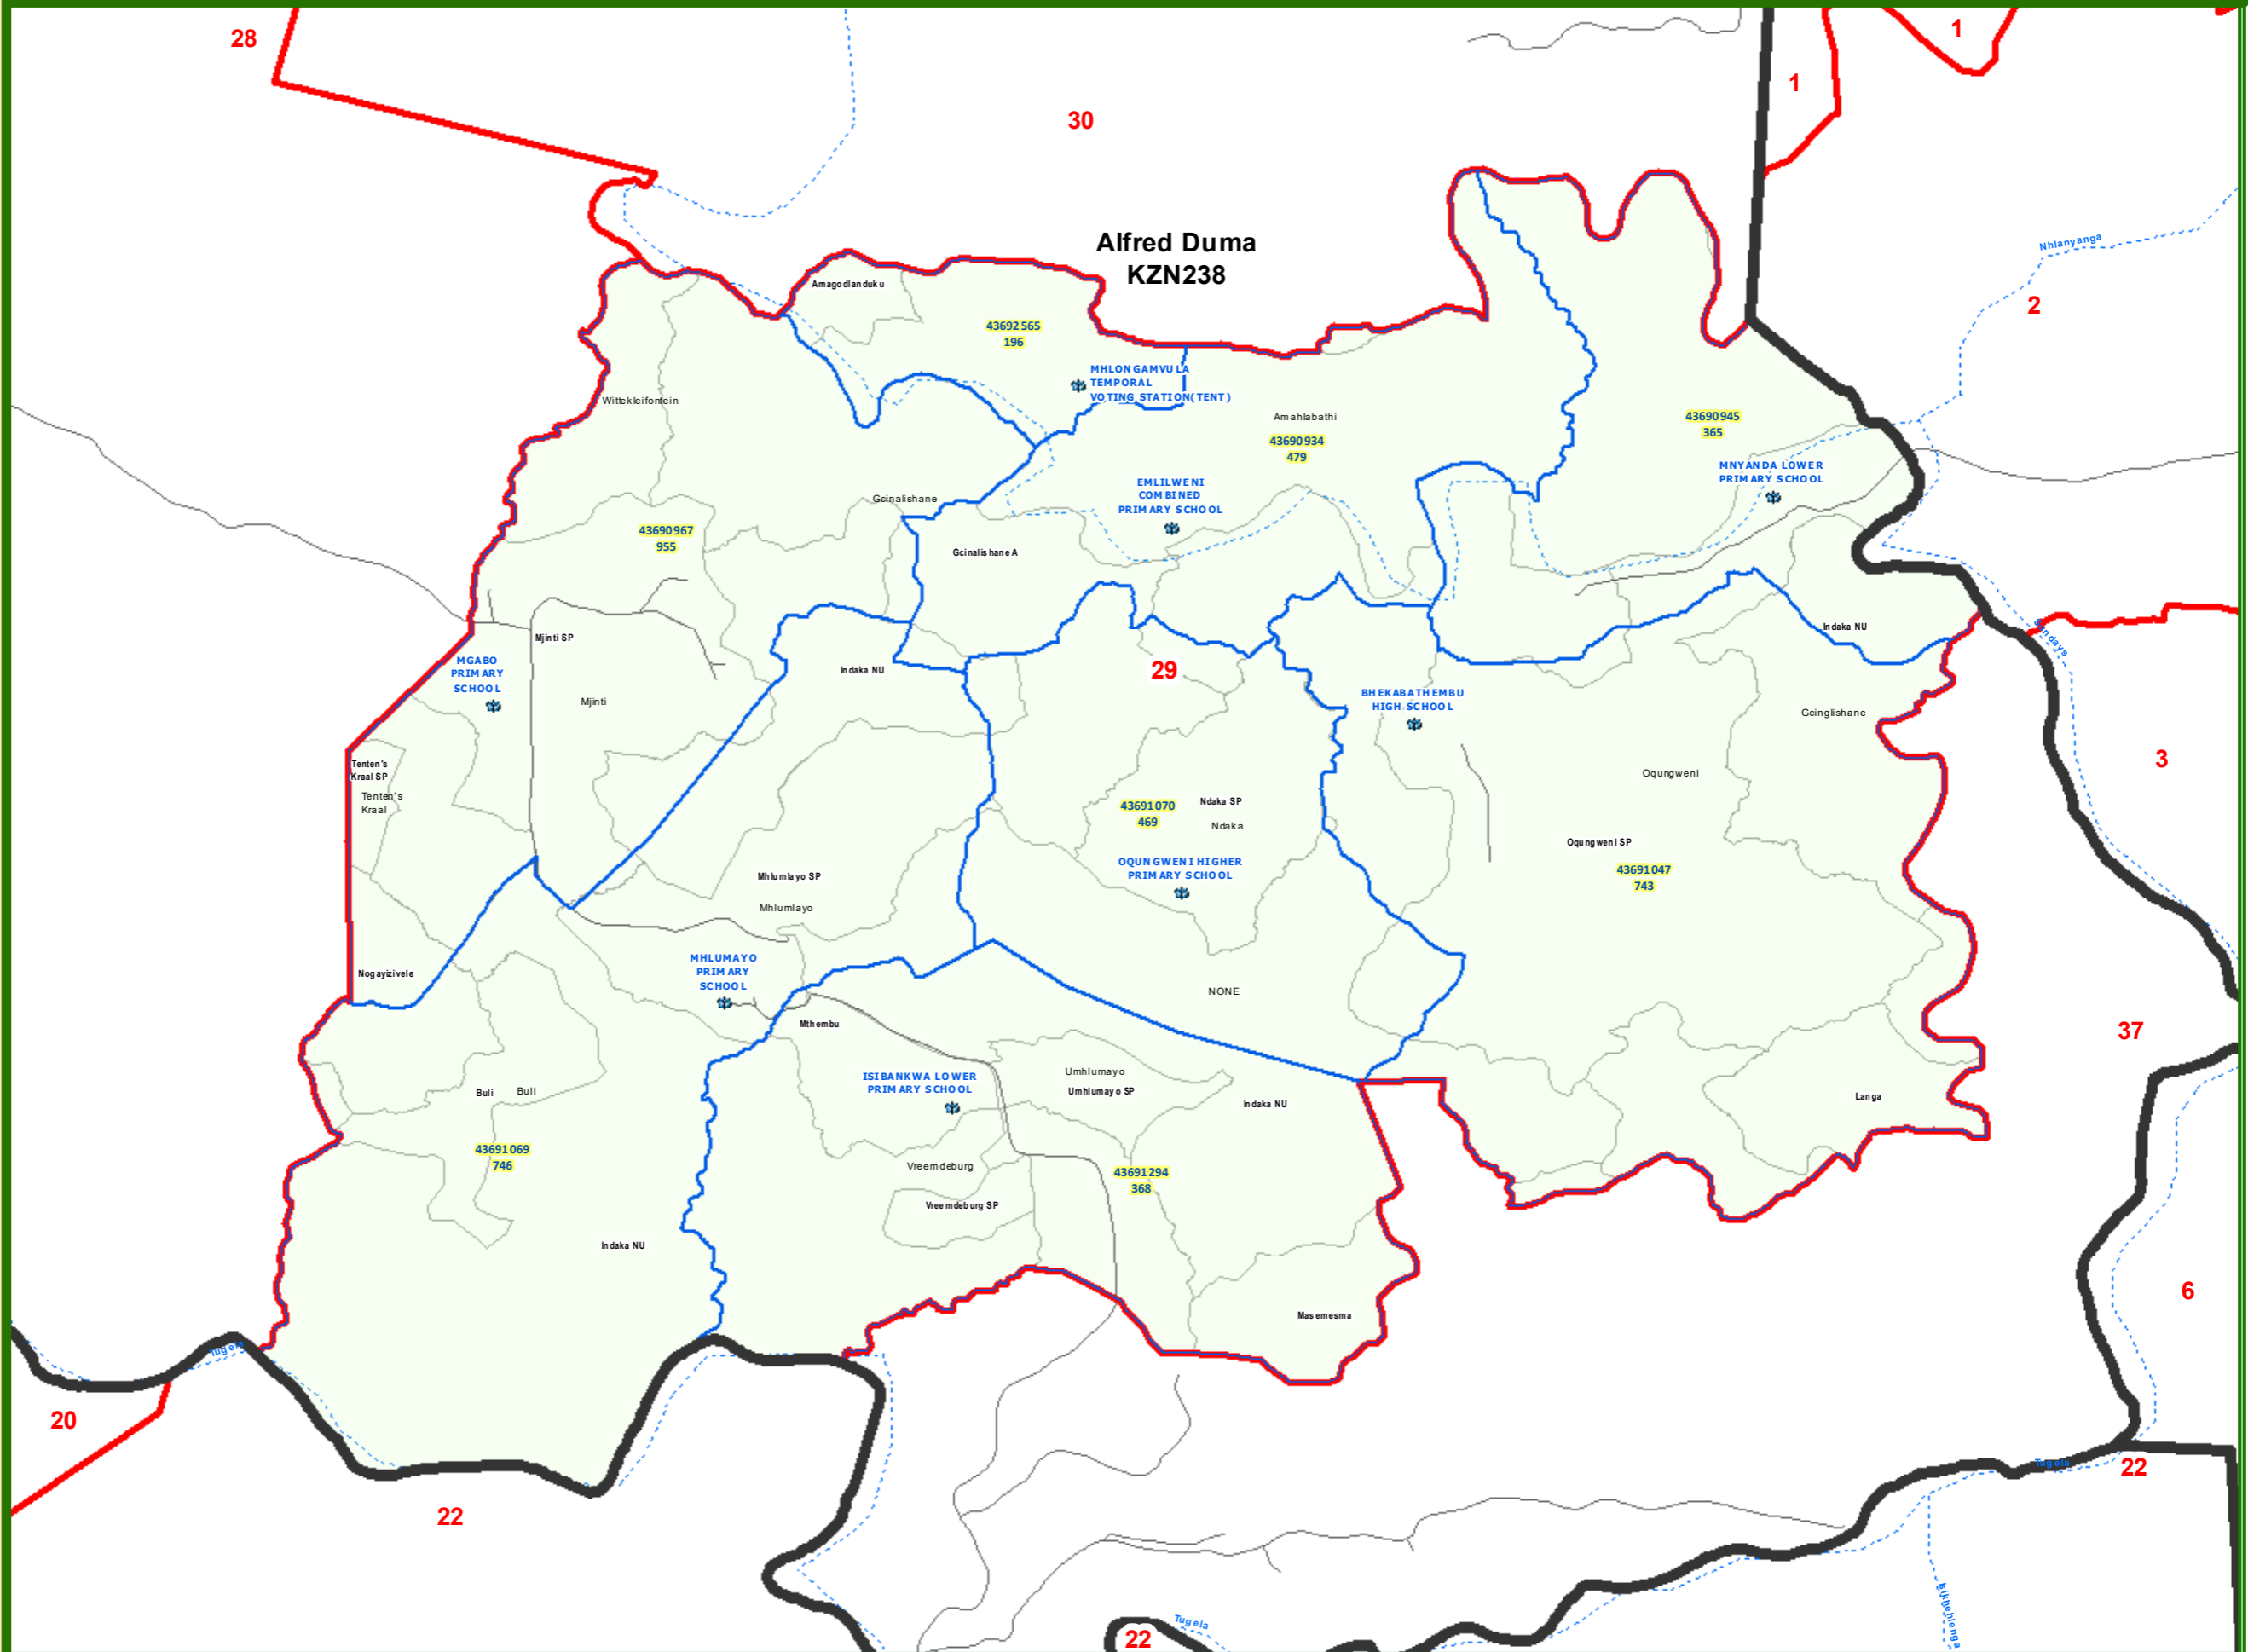 28
1
1
30
Alfred Duma
KZN238
Nhlanyanga
2
Amagodlanduku
43692565
196
MHLONGAMVULA
TEMPORAL
VOTING STATION(TENT)
Wittekleifontein
Amahlabathi
43690934
479
43690945
365
MNYANDA LOWER
PRIMARY SCHOOL
EMLILWENI
COMBINED
PRIMARY SCHOOL
Gcinalishane
43690967
955
Gcinalishane A
Mjinti SP
Indaka NU
Sundays
MGABO
PRIMARY
SCHOOL
Indaka NU
29
Mjinti
BHEKABATHEMBU
HIGH SCHOOL
Gcinglishane
3
Tenten's
Kraal SP
Tenten's
Kraal
Oqungweni
43691070
469
Ndaka SP
Ndaka
Oqungweni SP
43691047
743
OQUNGWENI HIGHER
PRIMARY SCHOOL
Mhlumlayo SP
Mhlumlayo
Nogayizivele
MHLUMAYO
PRIMARY
SCHOOL
NONE
Mthembu
37
Umhlumayo
Umhlumayo SP
ISIBANKWA LOWER
PRIMARY SCHOOL
Indaka NU
Buli
Buli
Langa
43691069
746
Vreemdeburg
43691294
368
Vreemdeburg SP
Indaka NU
6
Masemesma
Tugela
20
22
Tugela
22
Tugela
22